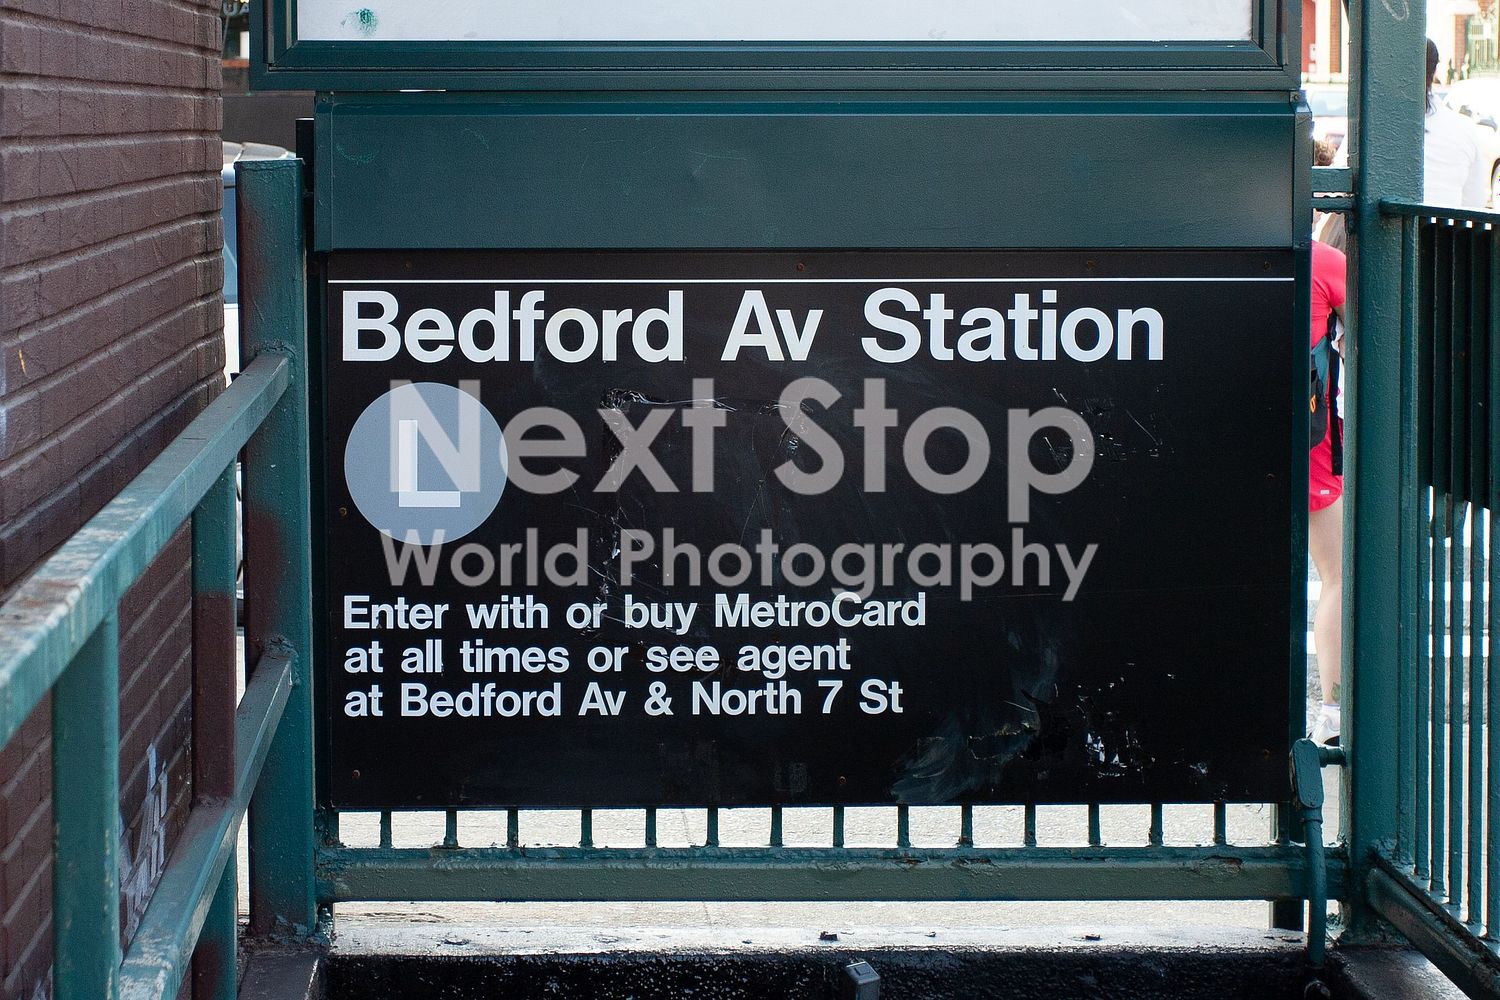 Bedford Av Station
L
Next Stop
World Photography
Enter with or buy MetroCard
at all times or see agent
at Bedford Av & North 7 St